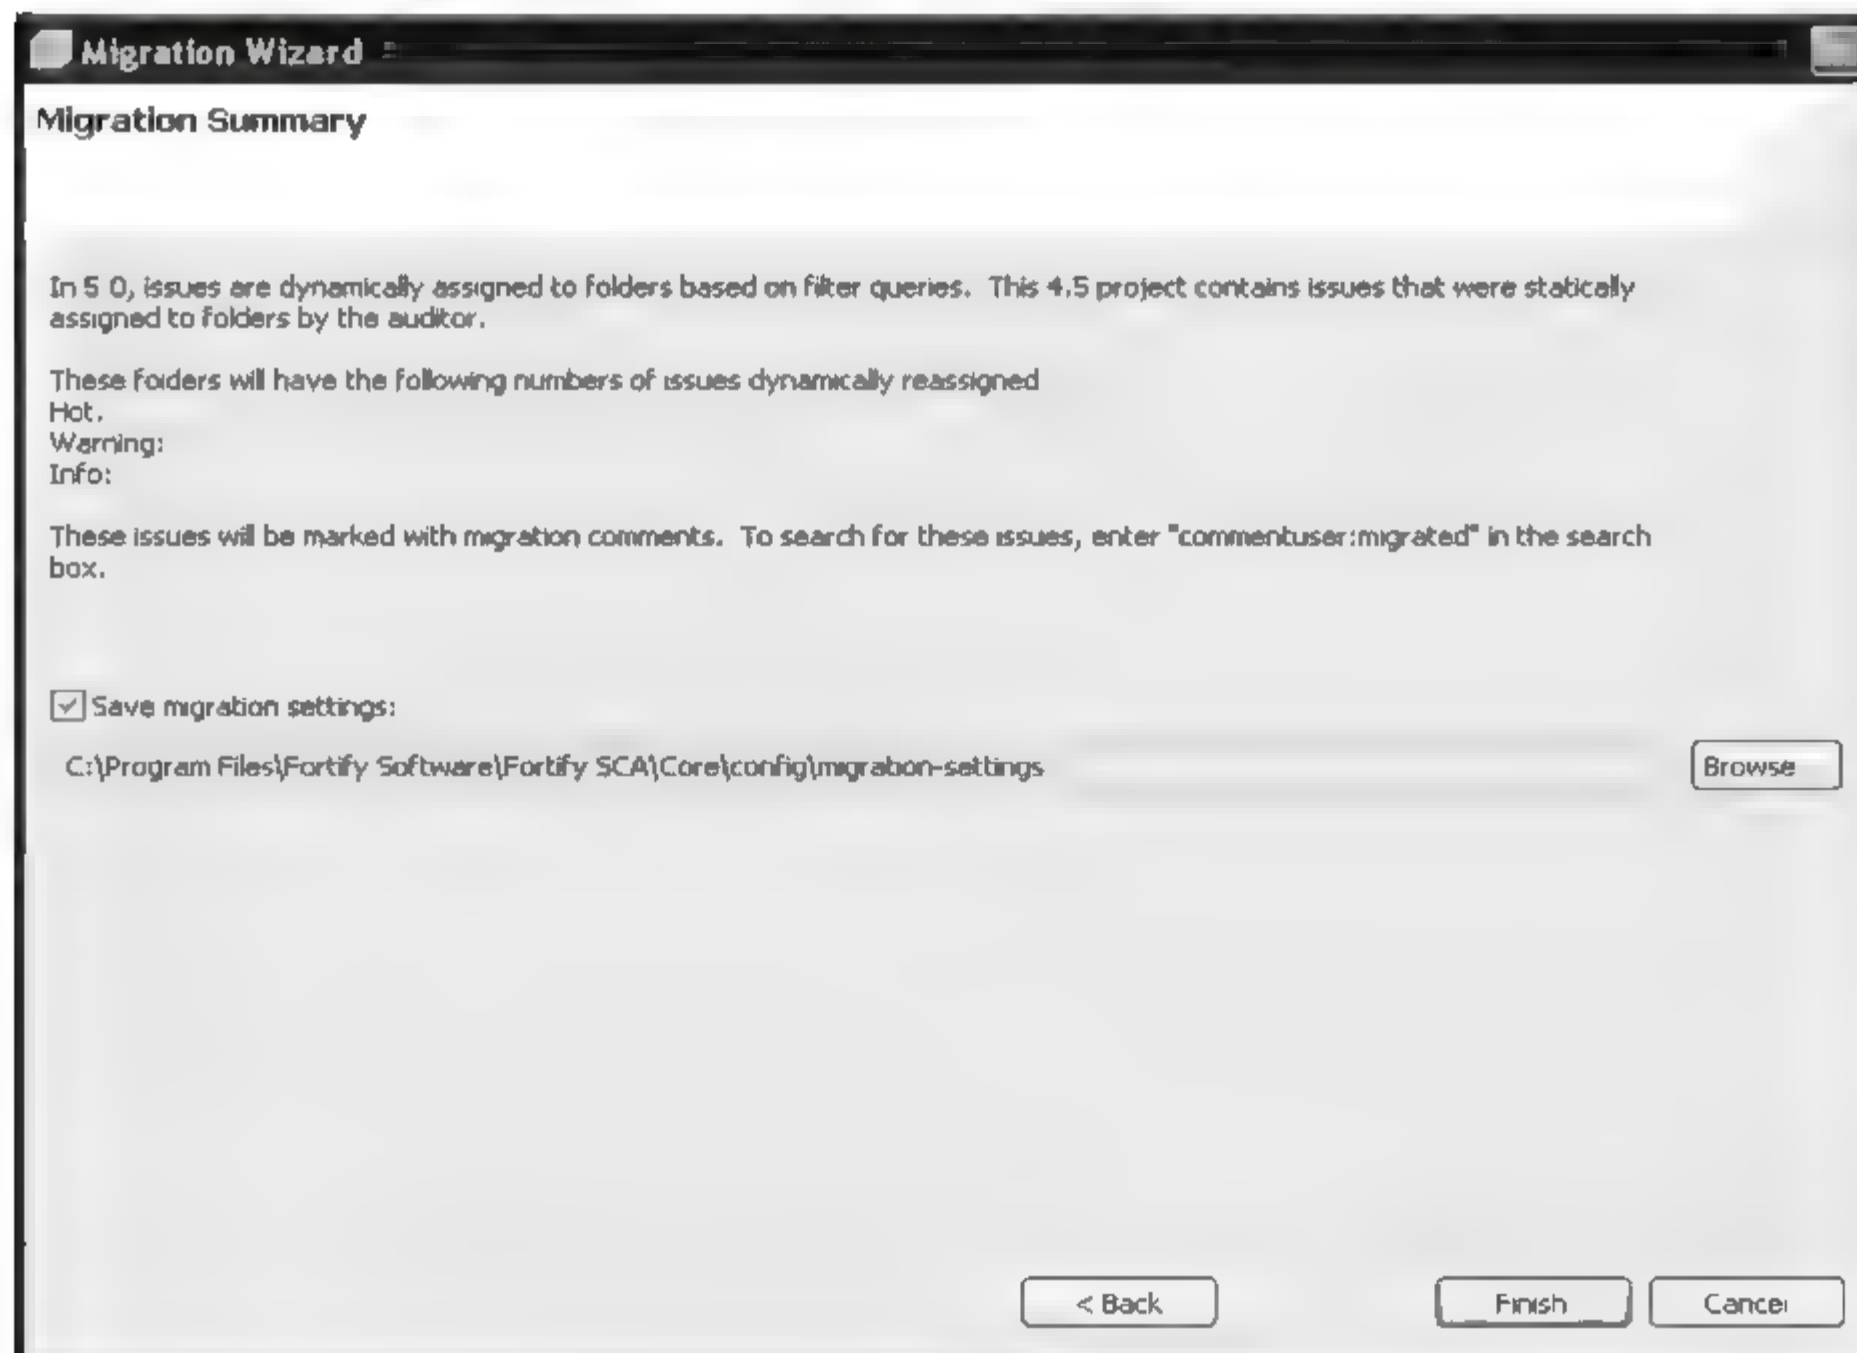 Migration Wizard
Migration Summary
In 5 0, issues are dynamically assigned to folders based on filter queries.  This 4.5 project contains issues that were statically
assigned to folders by the auditor.
These folders will have the following numbers of issues dynamically reassigned
Hot.
Warning:
Info:
These issues will be marked with migration comments.  To search for these issues, enter "commentuser:migrated" in the search
box.
Save migration settings:
C:\Program Files\Fortify Software\Fortify SCA\Core\config\migration-settings
Browse
< Back
Finish
Cancel